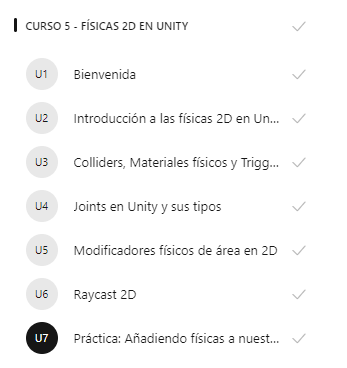 CURSO 5 - FÍSICAS 2D EN UNITY
U1 Bienvenida
U2 Introducción a las físicas 2D en Un...
U3 Colliders, Materiales físicos y Trigg...
U4 Joints en Unity y sus tipos
U5 Modificadores físicos de área en 2D
U6 Raycast 2D
U7 Práctica: Añadiendo físicas a nuest...